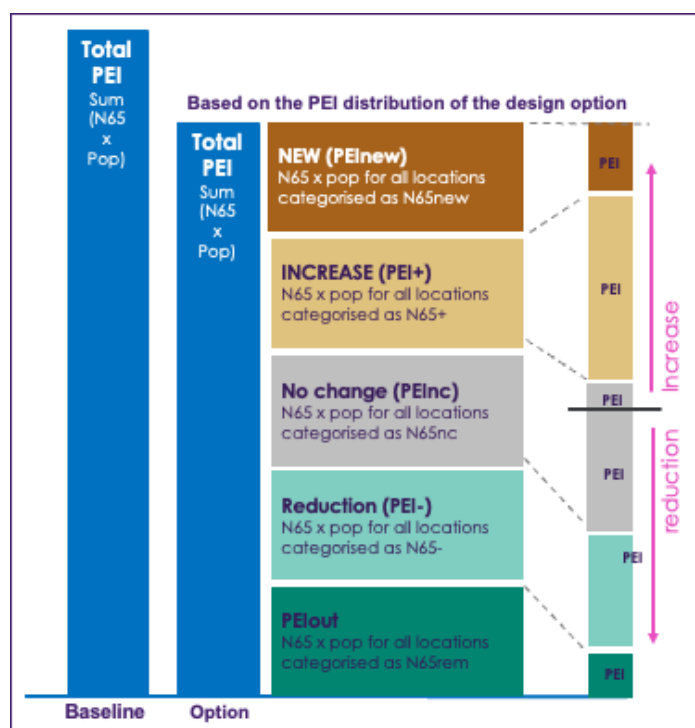 Total
PEI
Sum
(N65
x
Pop)
Based on the PEI distribution of the design option
Total
PEI
Sum
(N65
x
Pop)
NEW (PEInew)
N65 x pop for all locations
categorised as N65new
INCREASE (PEI+)
N65 x pop for all locations
categorised as N65+
No change (PEInc)
N65 x pop for all locations
categorised as N65nc
Reduction (PEI-)
N65 x pop for all locations
categorised as N65-
PEIout
N65 x pop for all locations
categorised as N65rem
PEI
PEI
PEI
PEI
PEI
PEI
Increase
reduction
Baseline
Option